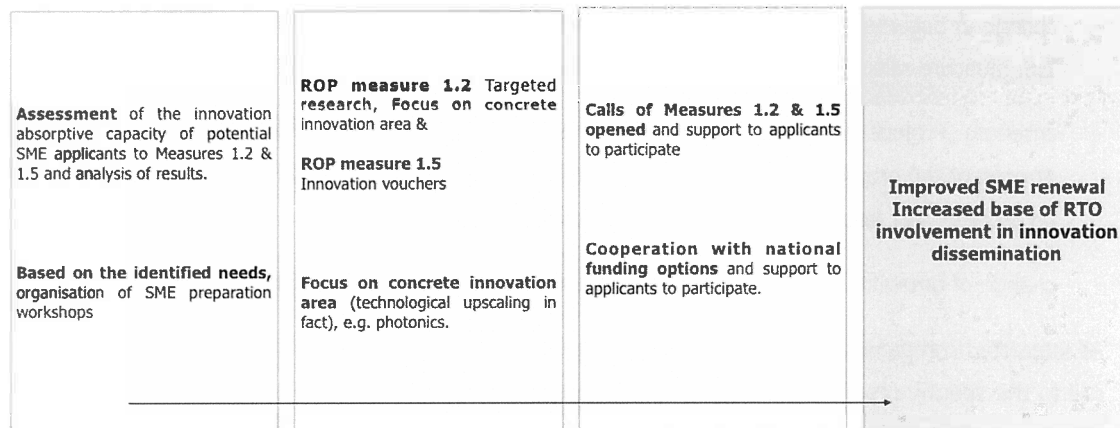 Assessment of the innovation
absorptive capacity of potential
SME applicants to Measures 1.2 &
1.5 and analysis of results.
Based on the identified needs,
organisation of SME preparation
workshops
ROP measure 1.2 Targeted
research, Focus on concrete
innovation area &
ROP measure 1.5
Innovation vouchers
Focus on concrete innovation
area (technological upscaling in
fact), e.g. photonics.
Calls of Measures 1.2 & 1.5
opened and support to applicants
to participate
Cooperation with national
funding options and support to
applicants to participate.
Improved SME renewal
Increased base of RTO
involvement in innovation
dissemination